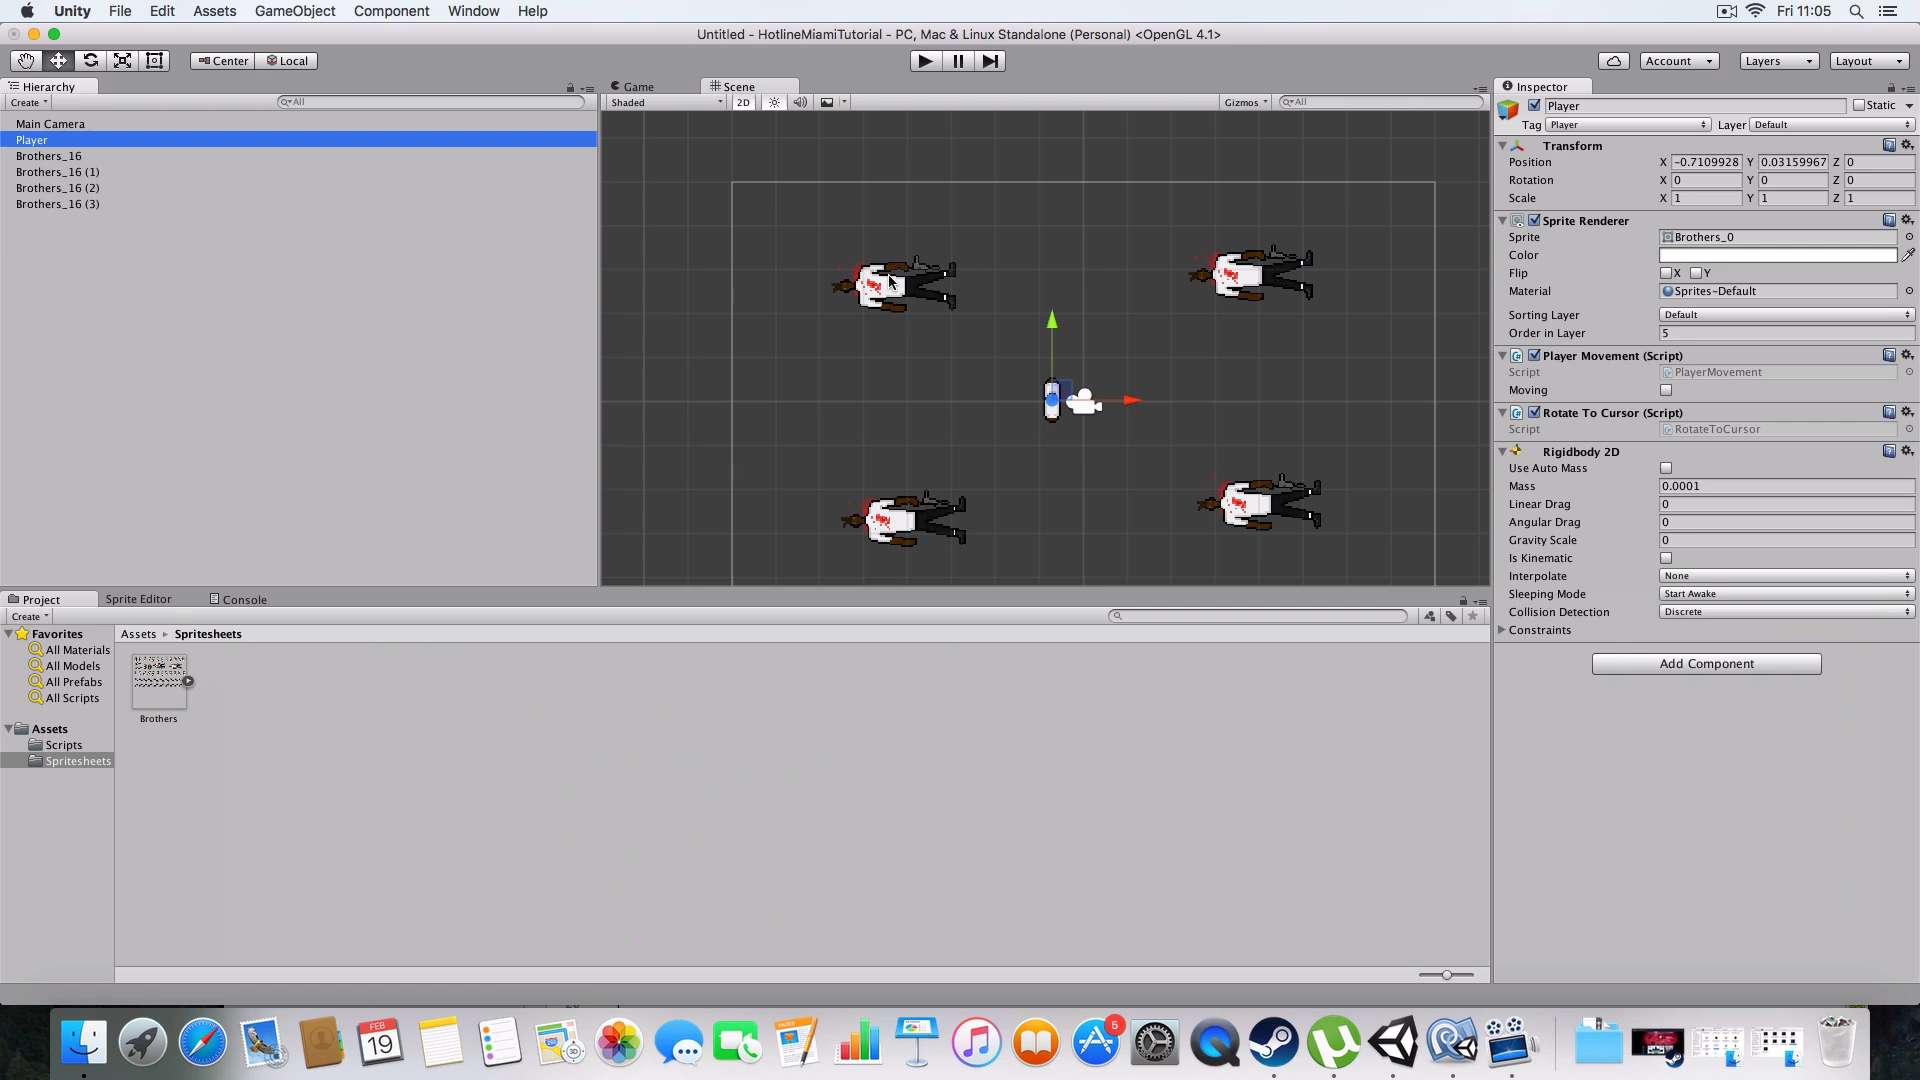 Unity File Edit Assets GameObject Component Window Help Fri 11:05
Untitled - HotlineMiamiTutorial - PC, Mac & Linux Standalone (Personal) <OpenGL 4.1>
Center Local Account Layers Layout
Hierarchy
Create All
Main Camera
Player
Brothers_16
Brothers_16 (1)
Brothers_16 (2)
Brothers_16 (3)
Game Scene
Shaded 2D Gizmos All
Inspector
Player Static
Tag Player Layer Default
Transform
Position X -0.7109928 Y 0.03159967 Z 0
Rotation X 0 Y 0 Z 0
Scale X 1 Y 1 Z 1
Sprite Renderer
Sprite Brothers_0
Color
Flip X Y
Material Sprites-Default
Sorting Layer Default
Order in Layer 5
Player Movement (Script)
Script PlayerMovement
Moving
Rotate To Cursor (Script)
Script RotateToCursor
Rigidbody 2D
Use Auto Mass
Mass 0.0001
Linear Drag 0
Angular Drag 0
Gravity Scale 0
Is Kinematic
Interpolate None
Sleeping Mode Start Awake
Collision Detection Discrete
Constraints
Add Component
Project Sprite Editor Console
Create
Favorites
All Materials
All Models
All Prefabs
All Scripts
Assets
Scripts
Spritesheets
Assets Spritesheets
Brothers
FEB
19
3D
PAGES
5